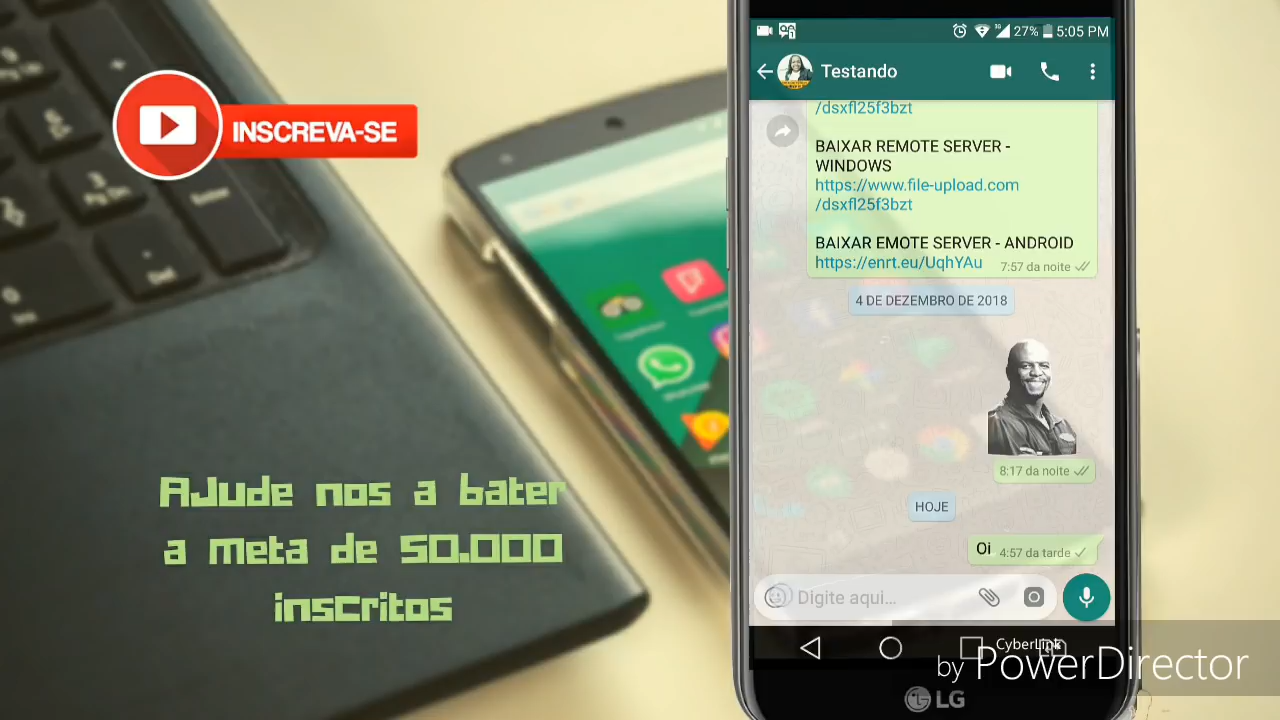 INSCREVA-SE
Ajude nos a bater
a meta de 50.000
inscritos
27% 5:05 PM
Testando
/dsxfl25f3bzt
BAIXAR REMOTE SERVER -
WINDOWS
https://www.file-upload.com
/dsxfl25f3bzt
BAIXAR EMOTE SERVER - ANDROID
https://enrt.eu/UqhYAu 7:57 da noite
4 DE DEZEMBRO DE 2018
8:17 da noite
HOJE
Oi 4:57 da tarde
Digite aqui...
CyberLink
by PowerDirector
LG